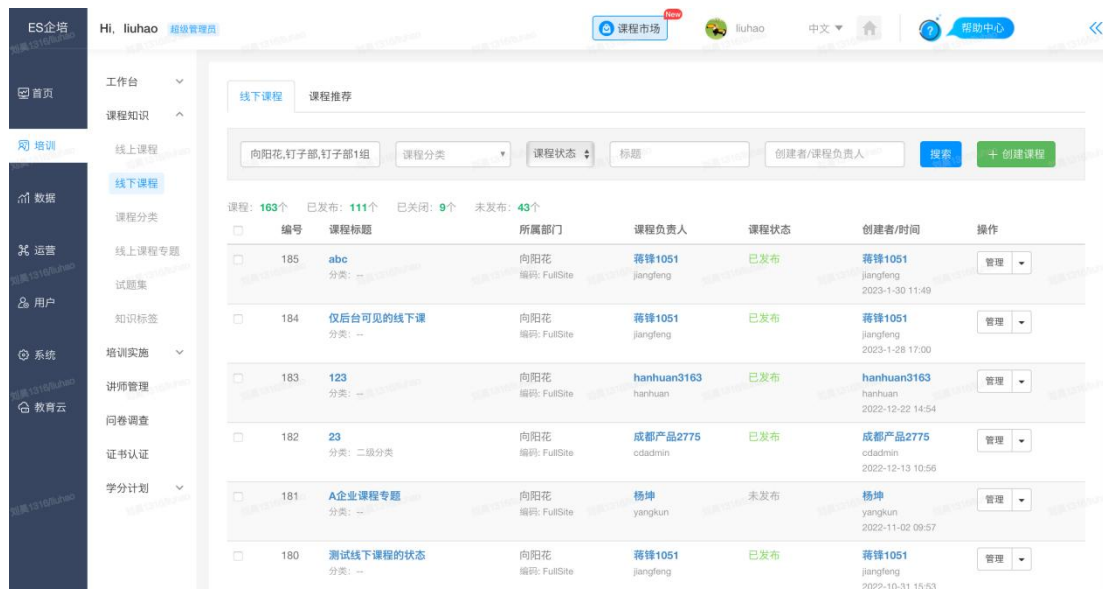 ES企培
Hi, liuhao 超级管理员
课程市场 New
liuhao
中文
帮助中心
首页
培训
数据
运营
用户
系统
教育云
工作台
课程知识
线上课程
线下课程
课程分类
线上课程专题
试题集
知识标签
培训实施
讲师管理
问卷调查
证书认证
学分计划
线下课程 课程推荐
向阳花,钉子部,钉子部1组 课程分类 课程状态 标题 创建者/课程负责人 搜索 + 创建课程
课程: 163个 已发布: 111个 已关闭: 9个 未发布: 43个
编号 课程标题 所属部门 课程负责人 课程状态 创建者/时间 操作
185 abc 向阳花 蒋锋1051 已发布 蒋锋1051 管理
分类: -- 编码: FullSite jiangfeng jiangfeng
2023-1-30 11:49
184 仅后台可见的线下课 向阳花 蒋锋1051 已发布 蒋锋1051 管理
分类: -- 编码: FullSite jiangfeng jiangfeng
2023-1-28 17:00
183 123 向阳花 hanhuan3163 已发布 hanhuan3163 管理
分类: -- 编码: FullSite hanhuan hanhuan
2022-12-22 14:54
182 23 向阳花 成都产品2775 已发布 成都产品2775 管理
分类: 二级分类 编码: FullSite cdadmin cdadmin
2022-12-13 10:56
181 A企业课程专题 向阳花 杨坤 未发布 杨坤 管理
分类: -- 编码: FullSite yangkun yangkun
2022-11-02 09:57
180 测试线下课程的状态 向阳花 蒋锋1051 已发布 蒋锋1051 管理
分类: -- 编码: FullSite jiangfeng jiangfeng
2022-10-31 15:53